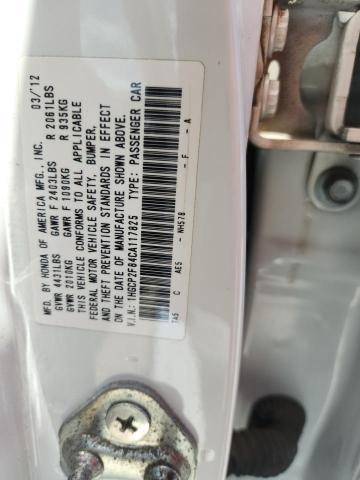 MFD. BY HONDA OF AMERICA MFG., INC. 03/'12
GVWR 4431LBS GAWR F 2403LBS R 2061LBS
GVWR 2010KG GAWR F 1090KG R 935KG
THIS VEHICLE CONFORMS TO ALL APPLICABLE
FEDERAL MOTOR VEHICLE SAFETY, BUMPER,
AND THEFT PREVENTION STANDARDS IN EFFECT
ON THE DATE OF MANUFACTURE SHOWN ABOVE.
V.I.N.: 1HGCP2F84CA117825 TYPE: PASSENGER CAR
TA5 C AE5 - NH578 - F - A